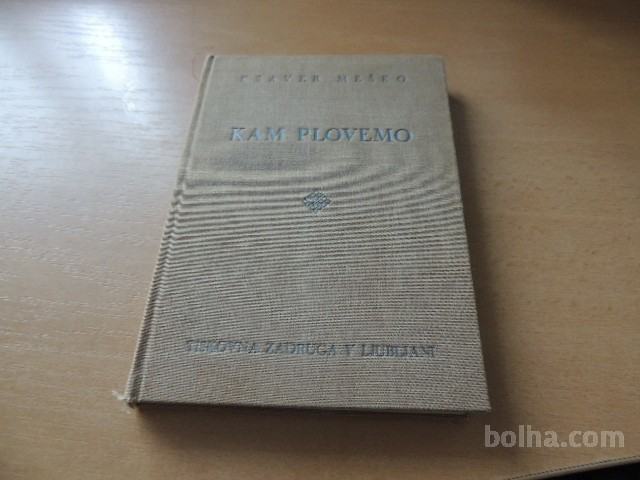 KSAVER MEŠKO
KAM PLOVEMO
TISKOVNA ZADRUGA V LJUBLJANI
bolha.com